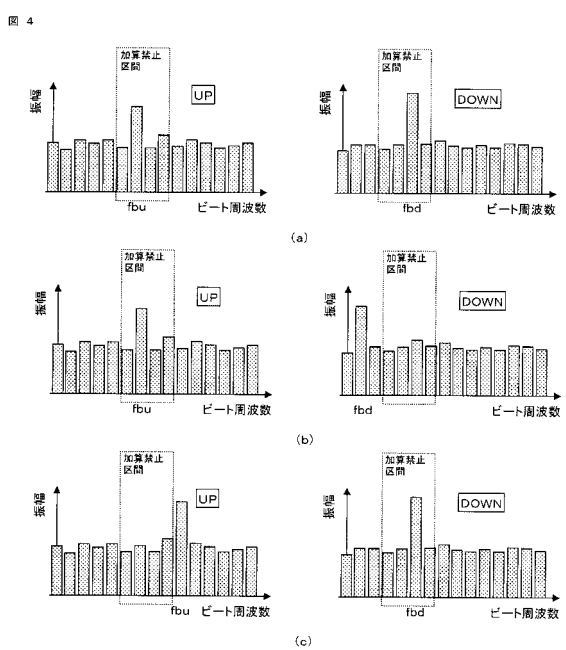 図 4
加算禁止
区間
UP
振幅
fbu
ビート周波数
加算禁止
区間
DOWN
振幅
fbd
ビート周波数
(a)
加算禁止
区間
UP
振幅
fbu
ビート周波数
加算禁止
区間
DOWN
振幅
fbd
ビート周波数
(b)
加算禁止
区間
UP
振幅
fbu
ビート周波数
加算禁止
区間
DOWN
振幅
fbd
ビート周波数
(c)